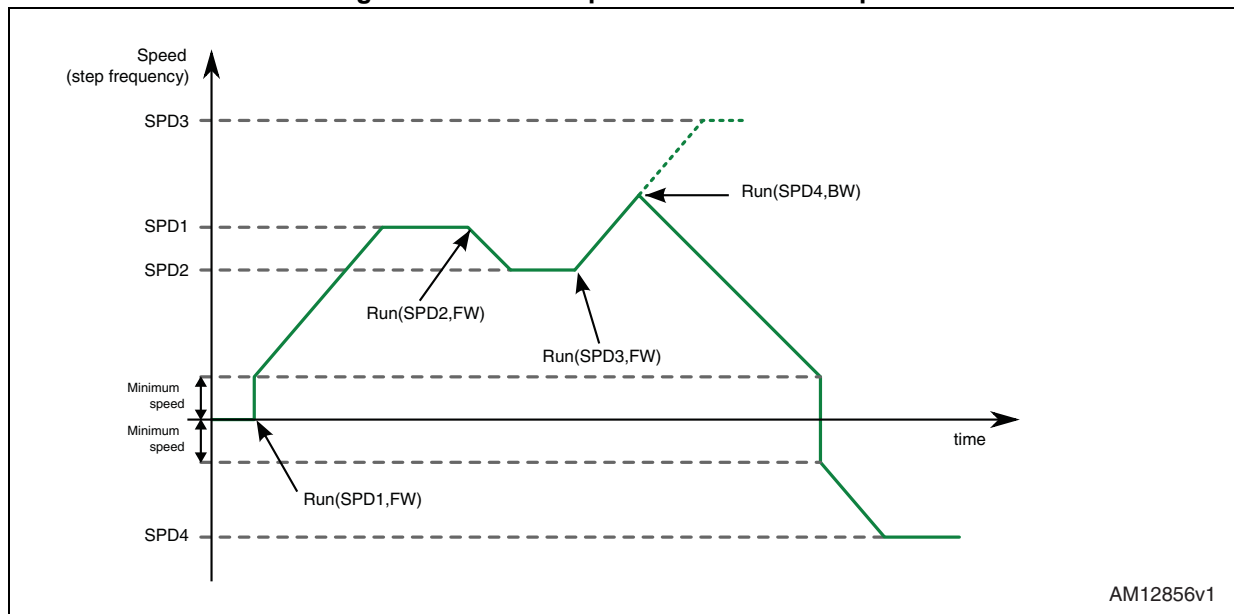 Speed
(step frequency)
SPD3
Run(SPD4,BW)
SPD1
SPD2
Run(SPD2,FW)
Run(SPD3,FW)
Minimum
speed
Minimum
speed
time
Run(SPD1,FW)
SPD4
AM12856v1